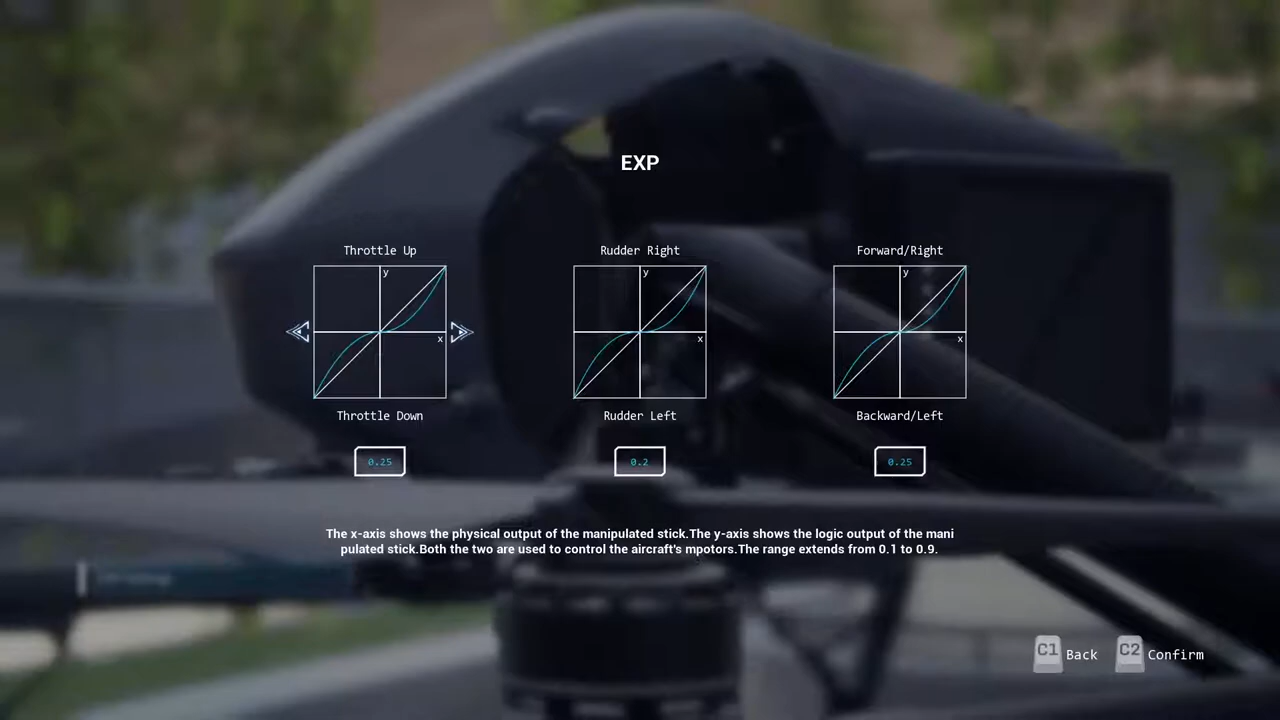 EXP
Throttle Up Rudder Right Forward/Right
y y y
x x x
Throttle Down Rudder Left Backward/Left
0.25 0.2 0.25
The x-axis shows the physical output of the manipulated stick.The y-axis shows the logic output of the mani
pulated stick.Both the two are used to control the aircraft's mpotors.The range extends from 0.1 to 0.9.
C1 Back C2 Confirm